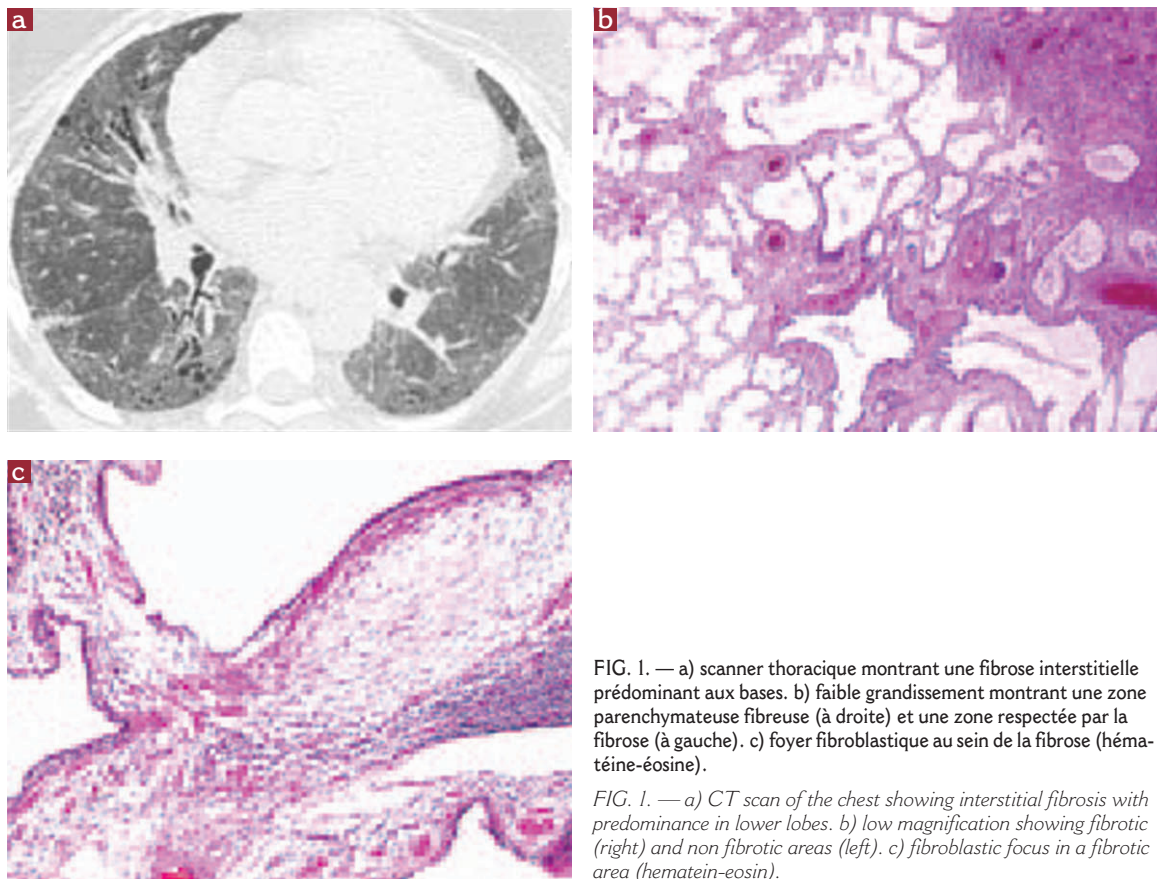 a
b
c
FIG. 1. — a) scanner thoracique montrant une fibrose interstitielle
prédominant aux bases. b) faible grandissement montrant une zone
parenchymateuse fibreuse (à droite) et une zone respectée par la
fibrose (à gauche). c) foyer fibroblastique au sein de la fibrose (héma-
téine-éosine).
FIG. 1. — a) CT scan of the chest showing interstitial fibrosis with
predominance in lower lobes. b) low magnification showing fibrotic
(right) and non fibrotic areas (left). c) fibroblastic focus in a fibrotic
area (hematein-eosin).